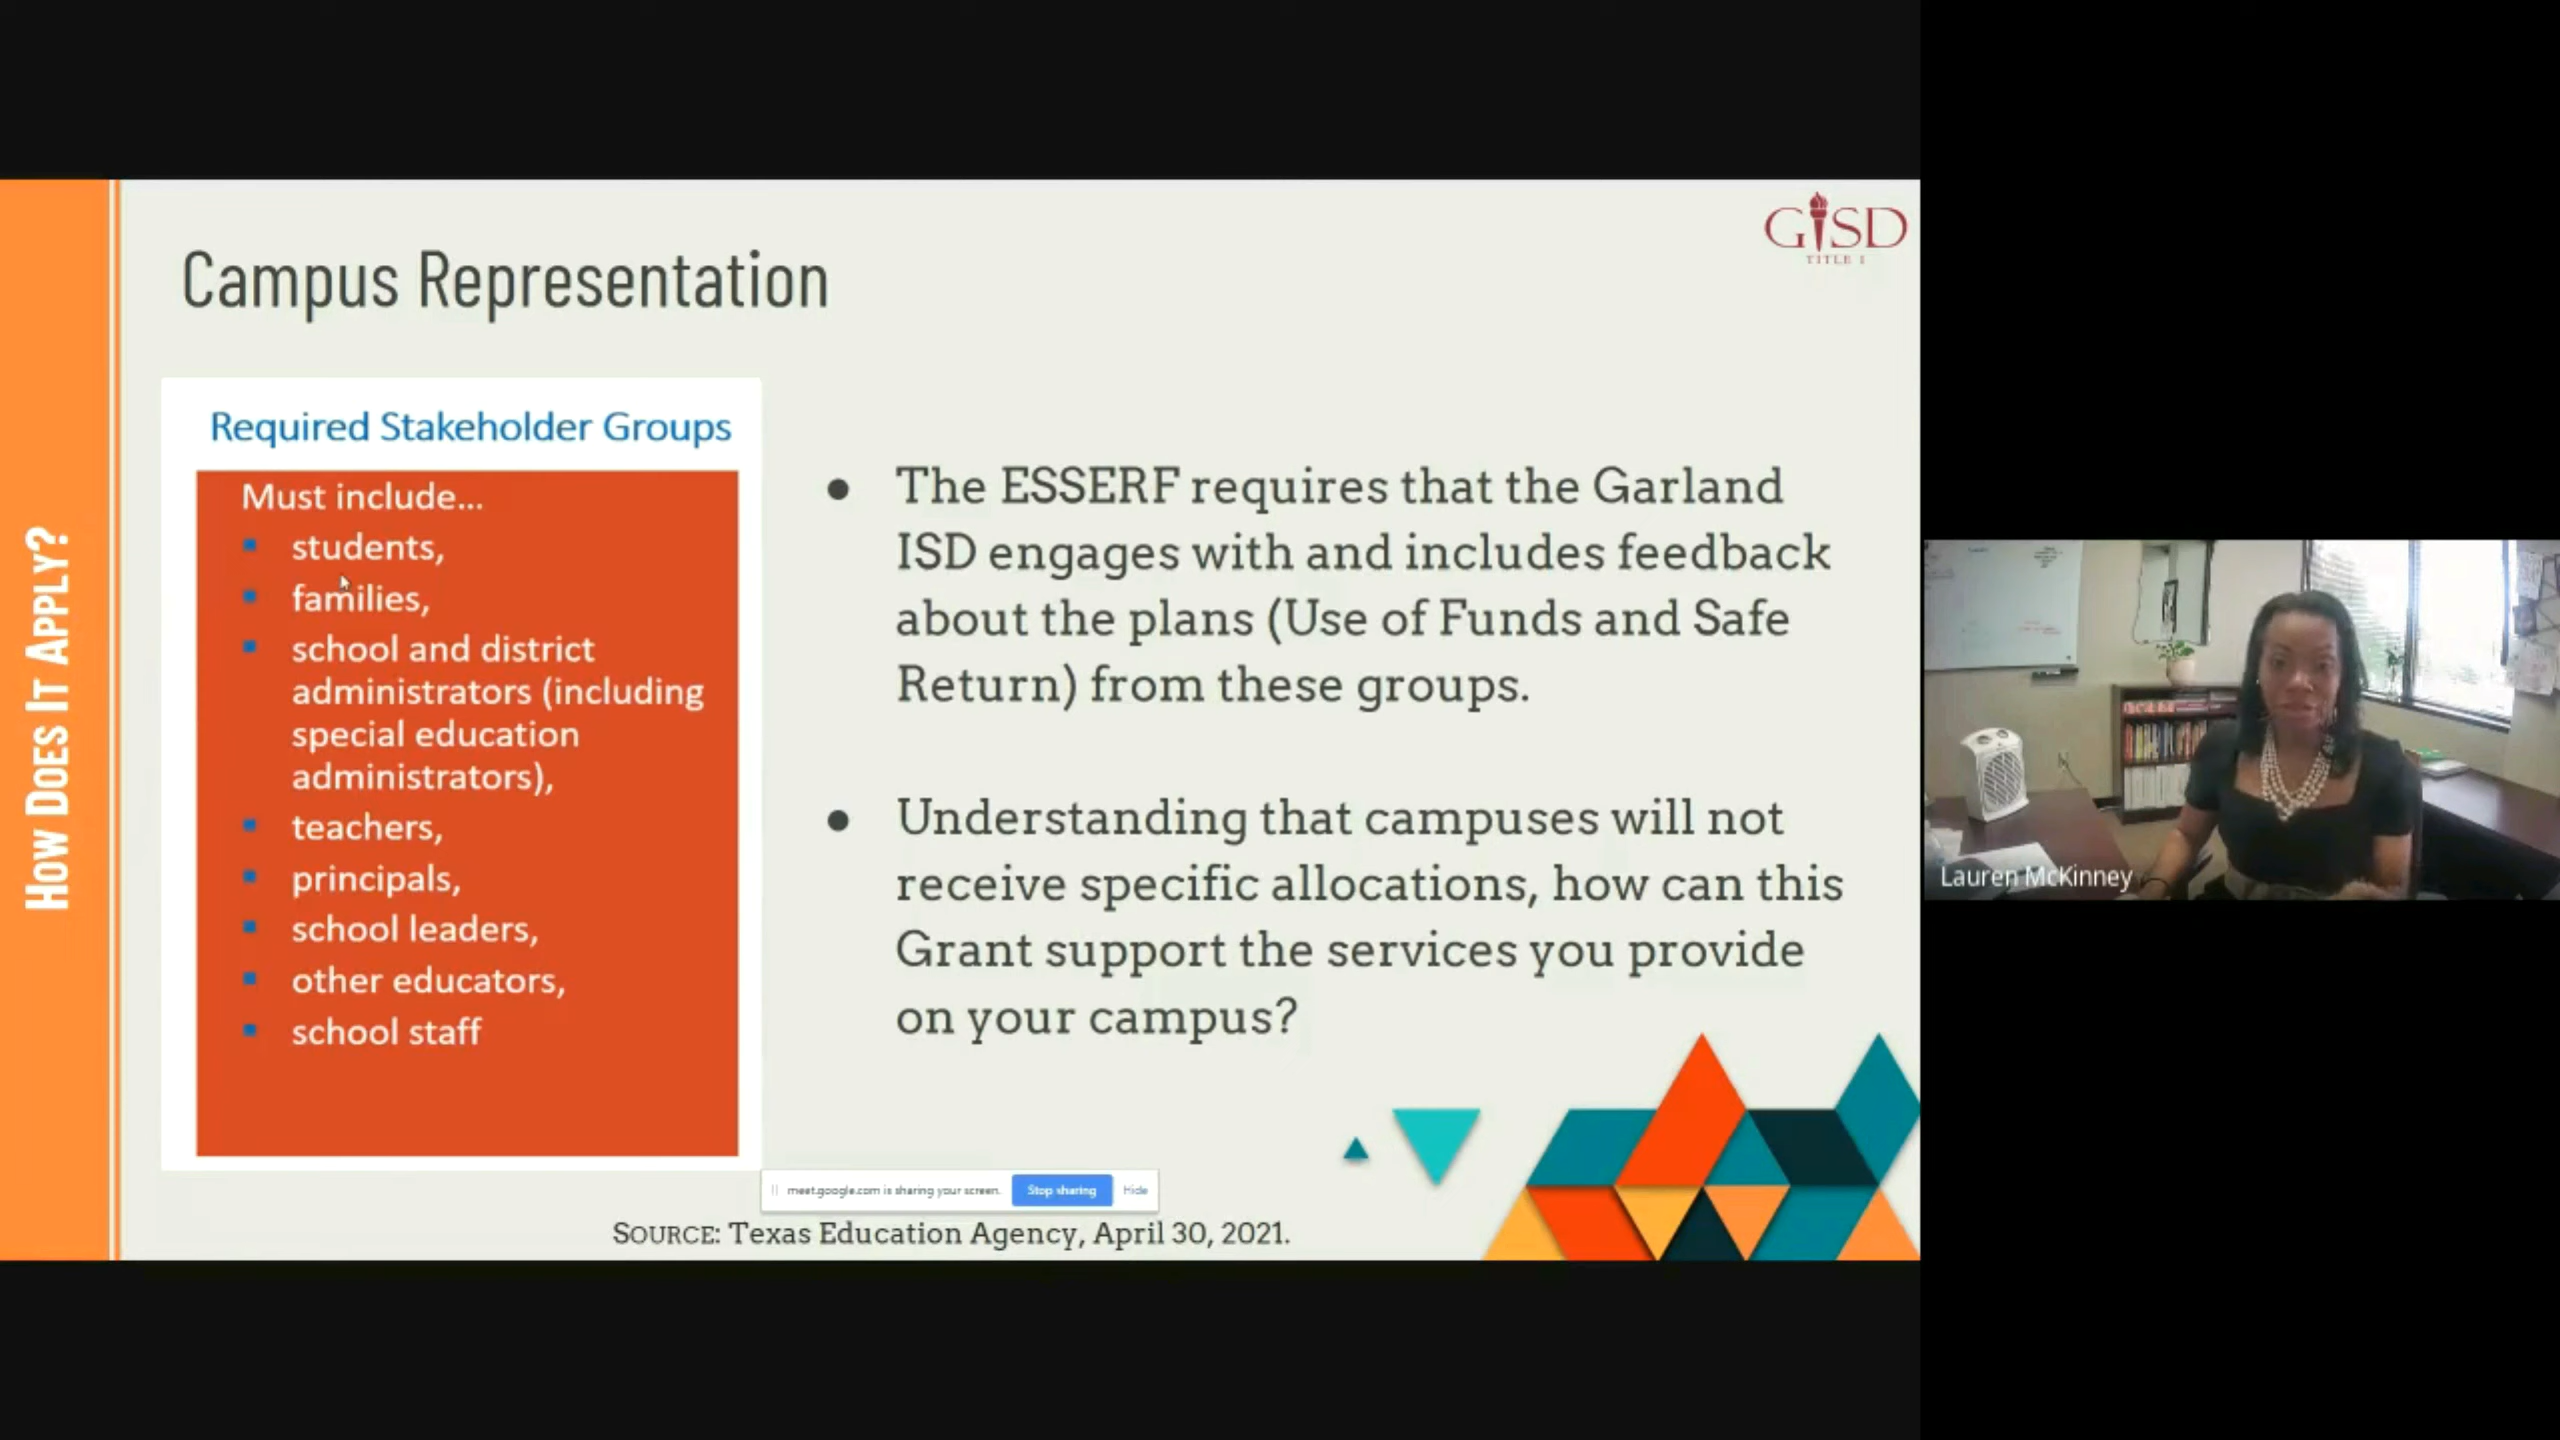 How Does It Apply?
GISD
TITLE I
Campus Representation
Required Stakeholder Groups
Must include...
students,
families,
school and district
administrators (including
special education
administrators),
teachers,
principals,
school leaders,
other educators,
school staff
● The ESSERF requires that the Garland
ISD engages with and includes feedback
about the plans (Use of Funds and Safe
Return) from these groups.
● Understanding that campuses will not
receive specific allocations, how can this
Grant support the services you provide
on your campus?
meet.google.com is sharing your screen. Stop sharing Hide
Source: Texas Education Agency, April 30, 2021.
Lauren McKinney